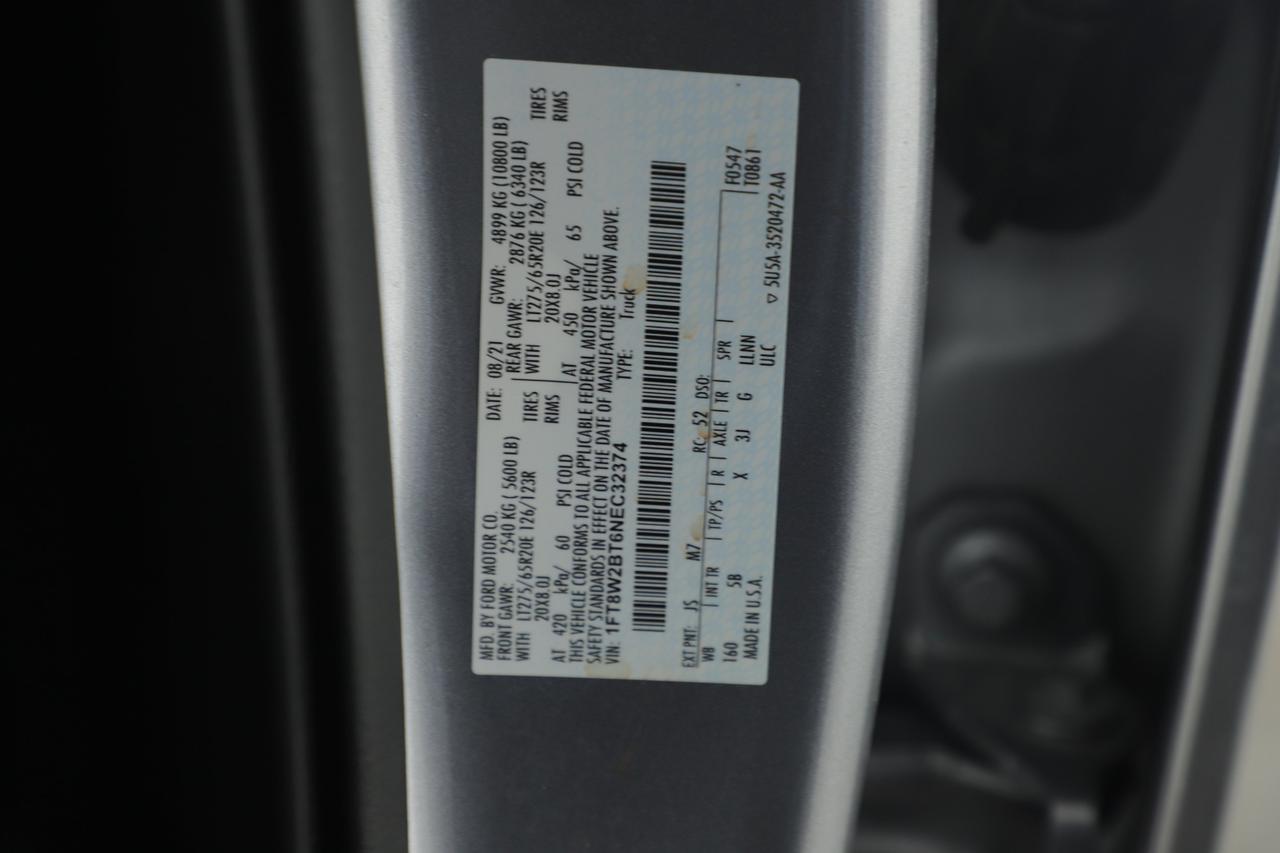 MFD. BY FORD MOTOR CO. DATE: 08/21 GVWR: 4899 KG (10800 LB)
FRONT GAWR: 2540 KG ( 5600 LB) REAR GAWR: 2876 KG ( 6340 LB)
WITH LT275/65R20E 126/123R TIRES WITH LT275/65R20E 126/123R TIRES
20X8.0J RIMS 20X8.0J RIMS
AT 420 kPa/ 60 PSI COLD AT 450 kPa/ 65 PSI COLD
THIS VEHICLE CONFORMS TO ALL APPLICABLE FEDERAL MOTOR VEHICLE
SAFETY STANDARDS IN EFFECT ON THE DATE OF MANUFACTURE SHOWN ABOVE.
VIN: 1FT8W2BT6NEC32374 TYPE: Truck
EXT PNT: JS M7 RC: 52 DSO:
WB INT TR TP/PS R AXLE TR SPR F0547
160 5B X 3J G LLNN T0861
MADE IN U.S.A. ULC ▽ 5U5A-3520472-AA